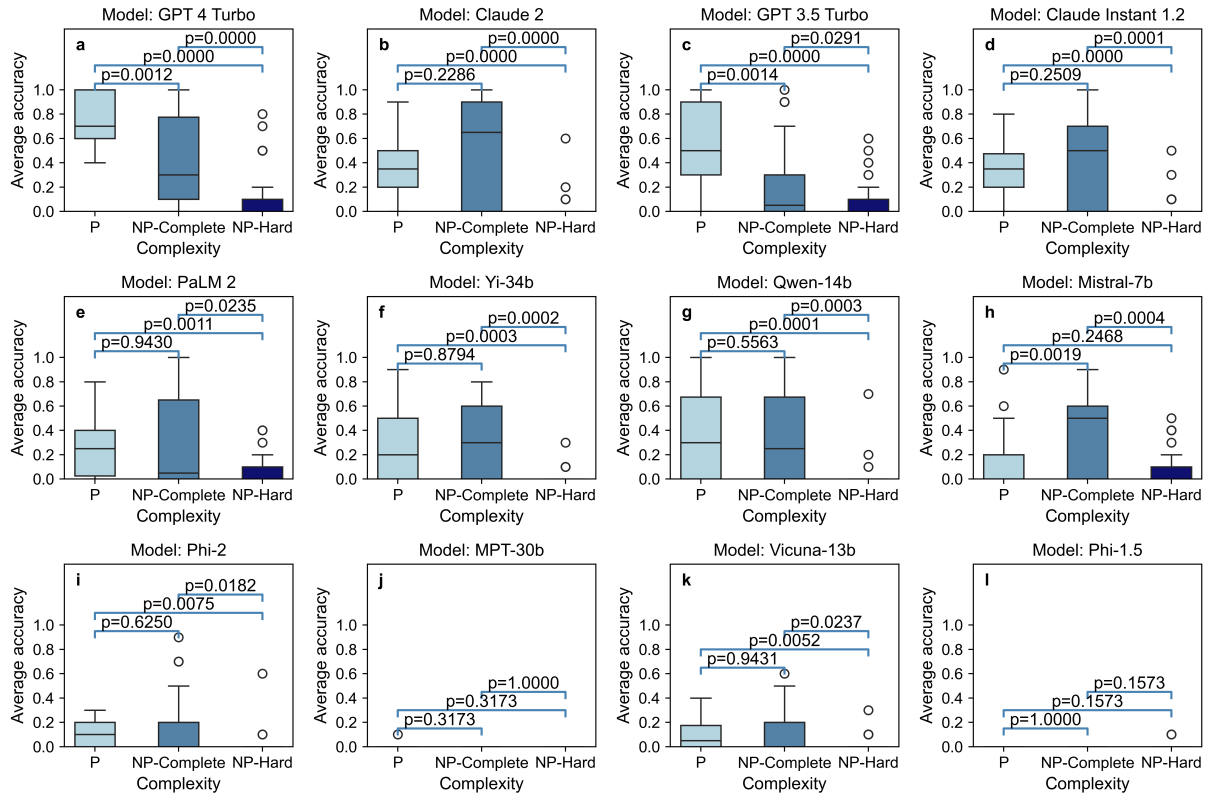 Model: GPT 4 Turbo
a
p=0.0000
p=0.0000
p=0.0012
Average accuracy
1.0
0.8
0.6
0.4
0.2
0.0
P NP-Complete NP-Hard
Complexity
Model: Claude 2
b
p=0.0000
p=0.0000
p=0.2286
Average accuracy
1.0
0.8
0.6
0.4
0.2
0.0
P NP-Complete NP-Hard
Complexity
Model: GPT 3.5 Turbo
c
p=0.0291
p=0.0000
p=0.0014
Average accuracy
1.0
0.8
0.6
0.4
0.2
0.0
P NP-Complete NP-Hard
Complexity
Model: Claude Instant 1.2
d
p=0.0001
p=0.0000
p=0.2509
Average accuracy
1.0
0.8
0.6
0.4
0.2
0.0
P NP-Complete NP-Hard
Complexity
Model: PaLM 2
e
p=0.0235
p=0.0011
p=0.9430
Average accuracy
1.0
0.8
0.6
0.4
0.2
0.0
P NP-Complete NP-Hard
Complexity
Model: Yi-34b
f
p=0.0002
p=0.0003
p=0.8794
Average accuracy
1.0
0.8
0.6
0.4
0.2
0.0
P NP-Complete NP-Hard
Complexity
Model: Qwen-14b
g
p=0.0003
p=0.0001
p=0.5563
Average accuracy
1.0
0.8
0.6
0.4
0.2
0.0
P NP-Complete NP-Hard
Complexity
Model: Mistral-7b
h
p=0.0004
p=0.2468
p=0.0019
Average accuracy
1.0
0.8
0.6
0.4
0.2
0.0
P NP-Complete NP-Hard
Complexity
Model: Phi-2
i
p=0.0182
p=0.0075
p=0.6250
Average accuracy
1.0
0.8
0.6
0.4
0.2
0.0
P NP-Complete NP-Hard
Complexity
Model: MPT-30b
j
p=1.0000
p=0.3173
p=0.3173
Average accuracy
1.0
0.8
0.6
0.4
0.2
0.0
P NP-Complete NP-Hard
Complexity
Model: Vicuna-13b
k
p=0.0237
p=0.0052
p=0.9431
Average accuracy
1.0
0.8
0.6
0.4
0.2
0.0
P NP-Complete NP-Hard
Complexity
Model: Phi-1.5
l
p=0.1573
p=0.1573
p=1.0000
Average accuracy
1.0
0.8
0.6
0.4
0.2
0.0
P NP-Complete NP-Hard
Complexity